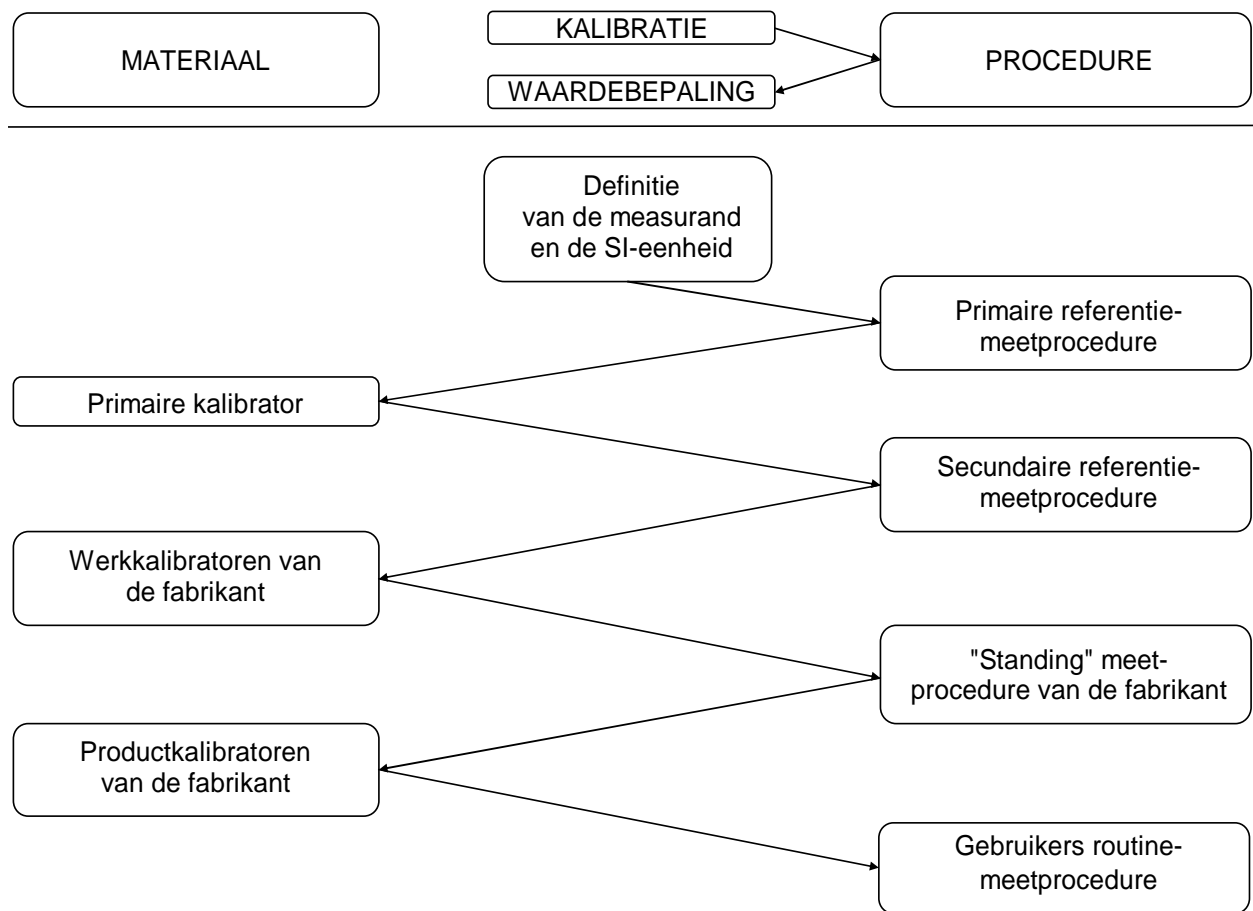 MATERIAAL
KALIBRATIE
WAARDEBEPALING
PROCEDURE
Definitie
van de measurand
en de SI-eenheid
Primaire referentie-
meetprocedure
Primaire kalibrator
Secundaire referentie-
meetprocedure
Werkkalibratoren van
de fabrikant
"Standing" meet-
procedure van de fabrikant
Productkalibratoren
van de fabrikant
Gebruikers routine-
meetprocedure